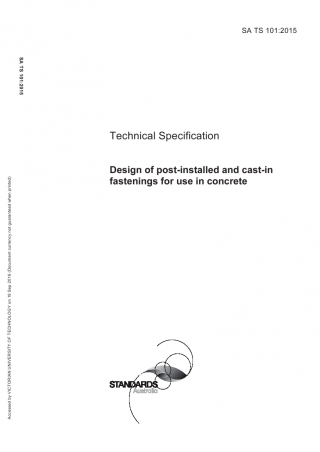 SA TS 101:2015
SA TS 101:2015
Technical Specification
Design of post-installed and cast-in
fastenings for use in concrete
Accessed by VICTORIAN UNIVERSITY OF TECHNOLOGY on 16 Sep 2016 (Document currency not guaranteed when printed)
STANDARDS
Australia